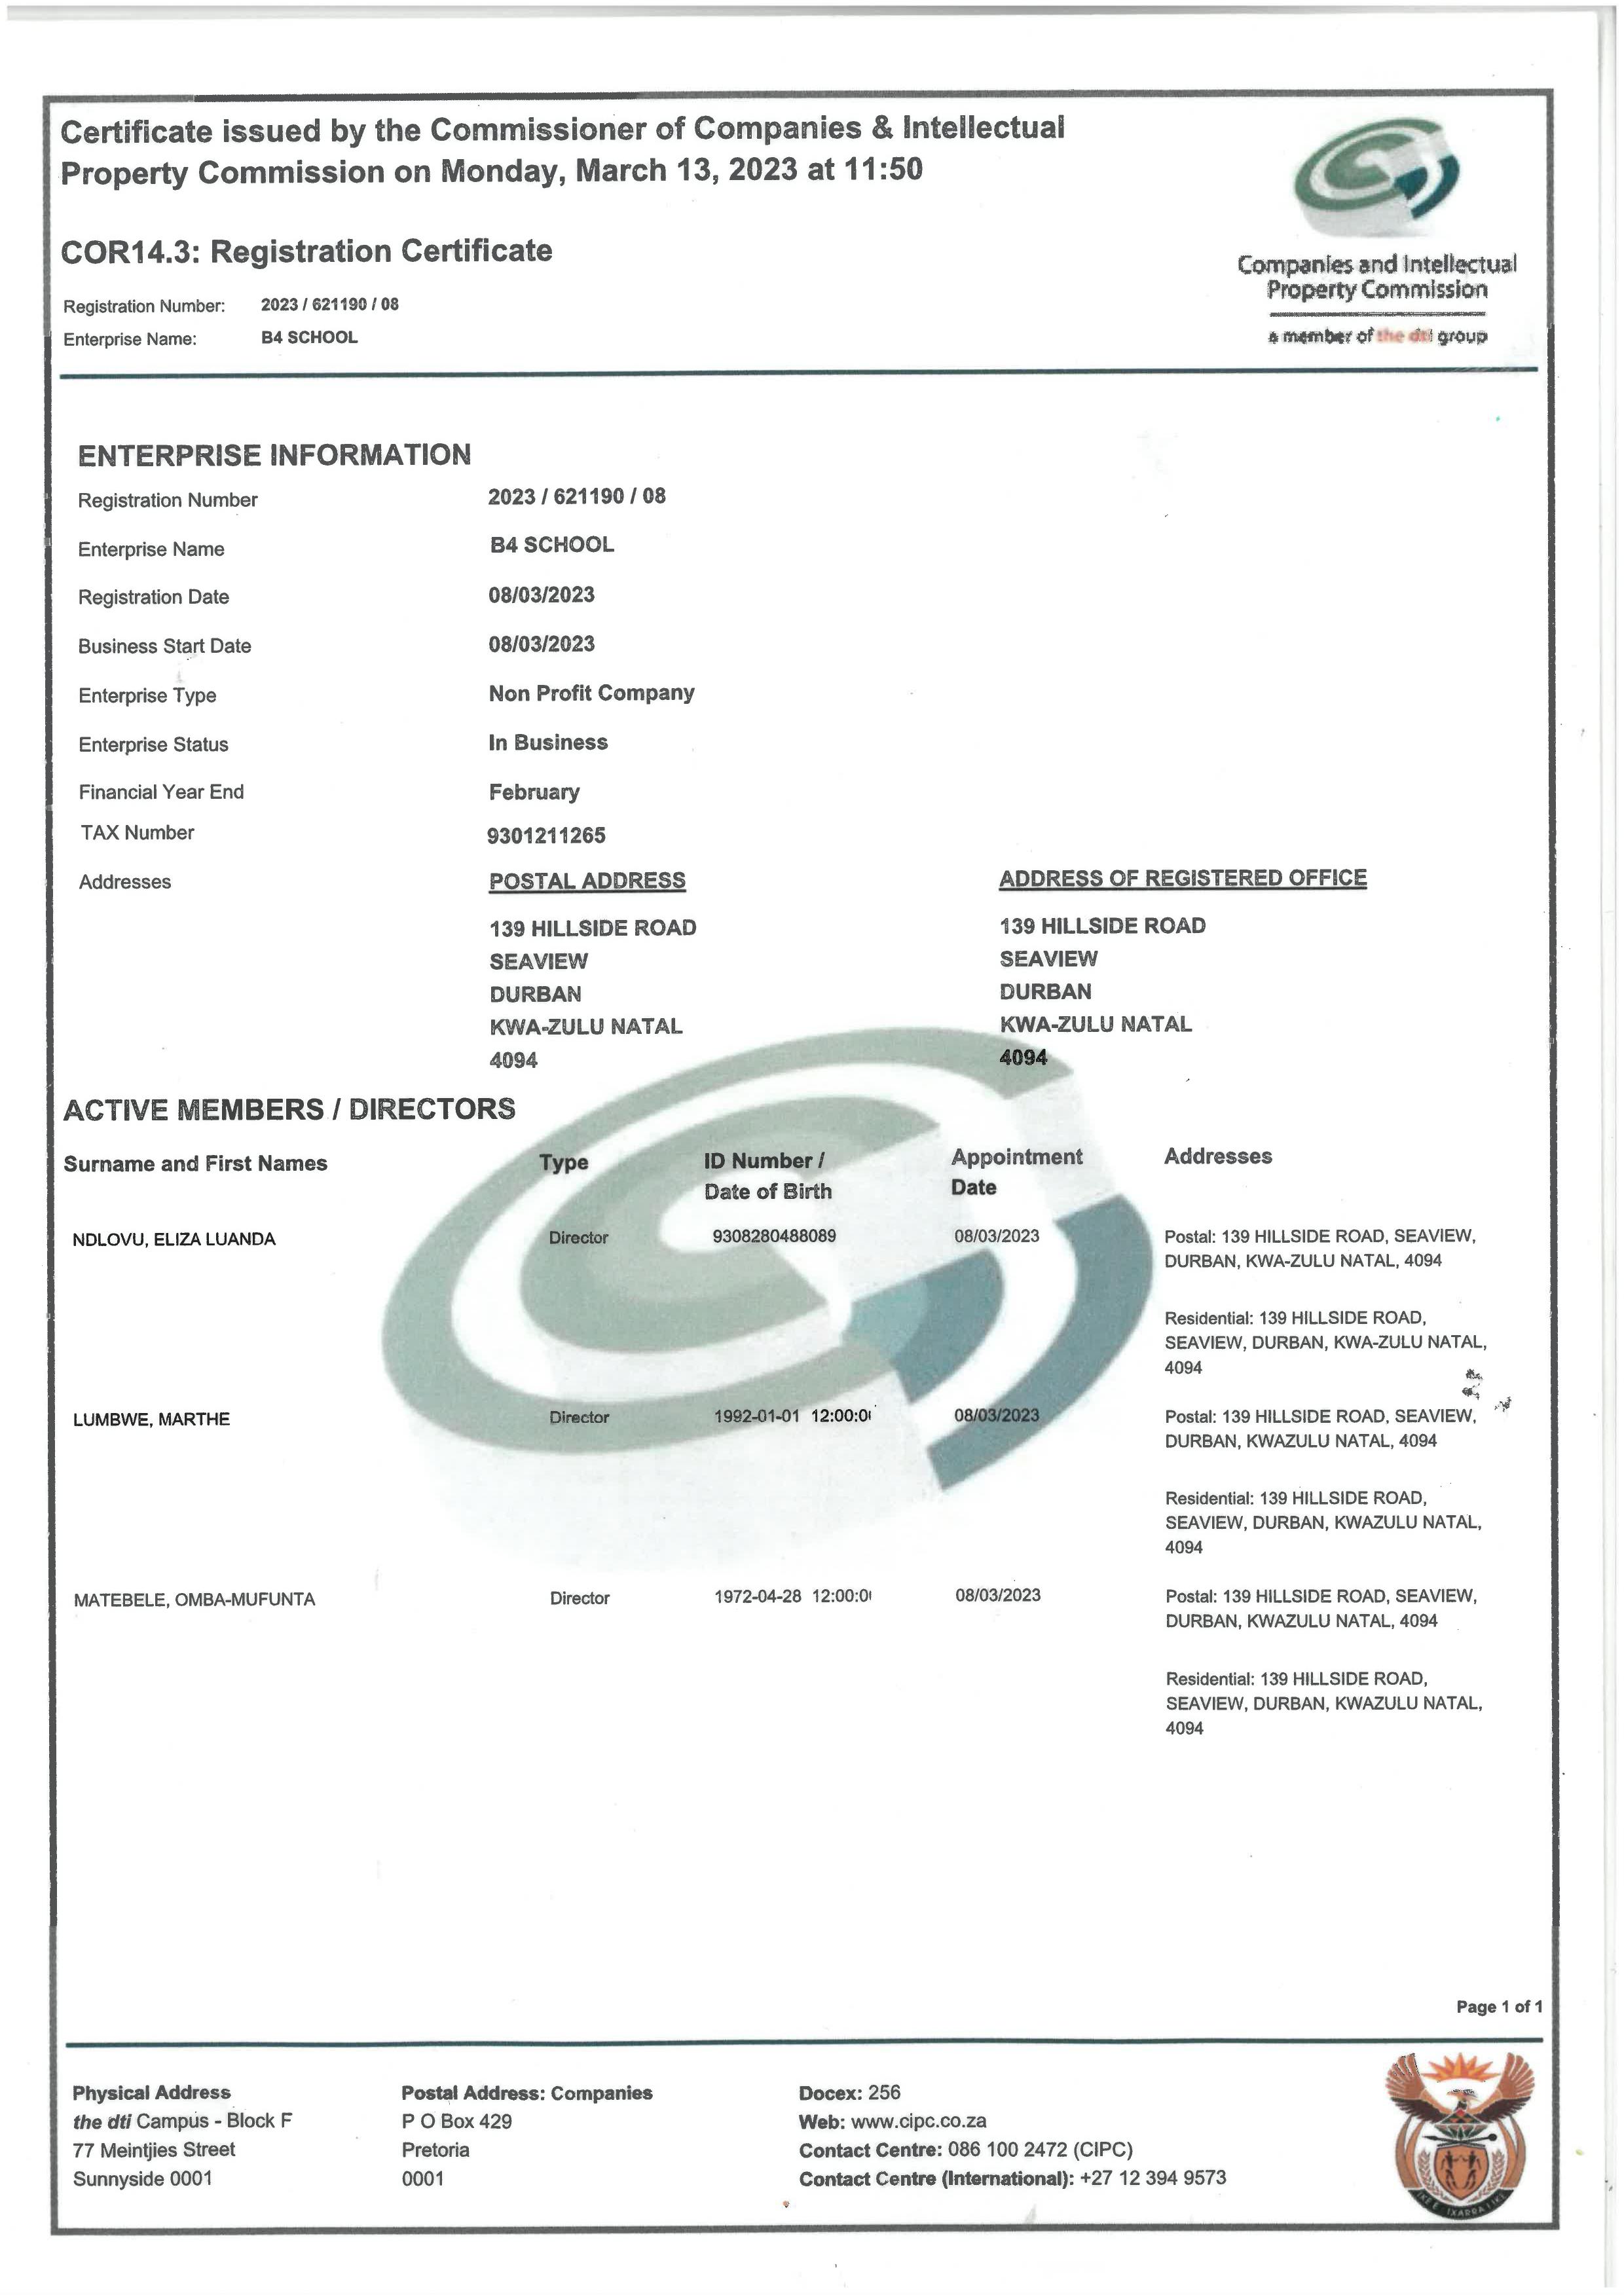 Certificate issued by the Commissioner of Companies & Intellectual
Property Commission on Monday, March 13, 2023 at 11:50
COR14.3: Registration Certificate
Registration Number: 2023 / 621190 / 08
Enterprise Name: B4 SCHOOL
Companies and Intellectual
Property Commission
a member of the dti group
ENTERPRISE INFORMATION
Registration Number 2023 / 621190 / 08
Enterprise Name B4 SCHOOL
Registration Date 08/03/2023
Business Start Date 08/03/2023
Enterprise Type Non Profit Company
Enterprise Status In Business
Financial Year End February
TAX Number 9301211265
Addresses POSTAL ADDRESS ADDRESS OF REGISTERED OFFICE
139 HILLSIDE ROAD 139 HILLSIDE ROAD
SEAVIEW SEAVIEW
DURBAN DURBAN
KWA-ZULU NATAL KWA-ZULU NATAL
4094 4094
ACTIVE MEMBERS / DIRECTORS
Surname and First Names Type ID Number / Appointment Addresses
Date of Birth Date
NDLOVU, ELIZA LUANDA Director 9308280488089 08/03/2023 Postal: 139 HILLSIDE ROAD, SEAVIEW,
DURBAN, KWA-ZULU NATAL, 4094
Residential: 139 HILLSIDE ROAD,
SEAVIEW, DURBAN, KWA-ZULU NATAL,
4094
LUMBWE, MARTHE Director 1992-01-01 12:00:0 08/03/2023 Postal: 139 HILLSIDE ROAD, SEAVIEW,
DURBAN, KWAZULU NATAL, 4094
Residential: 139 HILLSIDE ROAD,
SEAVIEW, DURBAN, KWAZULU NATAL,
4094
MATEBELE, OMBA-MUFUNTA Director 1972-04-28 12:00:0 08/03/2023 Postal: 139 HILLSIDE ROAD, SEAVIEW,
DURBAN, KWAZULU NATAL, 4094
Residential: 139 HILLSIDE ROAD,
SEAVIEW, DURBAN, KWAZULU NATAL,
4094
Page 1 of 1
Physical Address
the dti Campus - Block F
77 Meintjies Street
Sunnyside 0001
Postal Address: Companies
P O Box 429
Pretoria
0001
Docex: 256
Web: www.cipc.co.za
Contact Centre: 086 100 2472 (CIPC)
Contact Centre (International): +27 12 394 9573